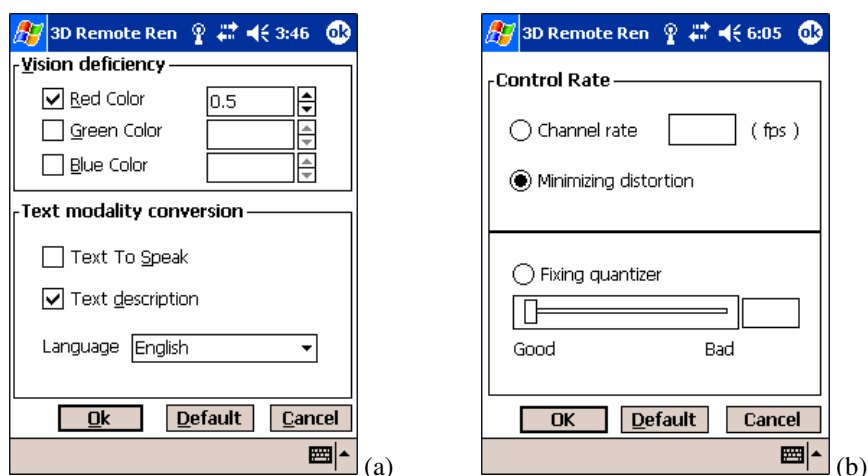 3D Remote Ren 3:46 ok
Vision deficiency
Red Color 0.5
Green Color
Blue Color
Text modality conversion
Text To Speak
Text description
Language English
Ok Default Cancel
(a)
3D Remote Ren 6:05 ok
Control Rate
Channel rate ( fps )
Minimizing distortion
Fixing quantizer
Good Bad
OK Default Cancel
(b)